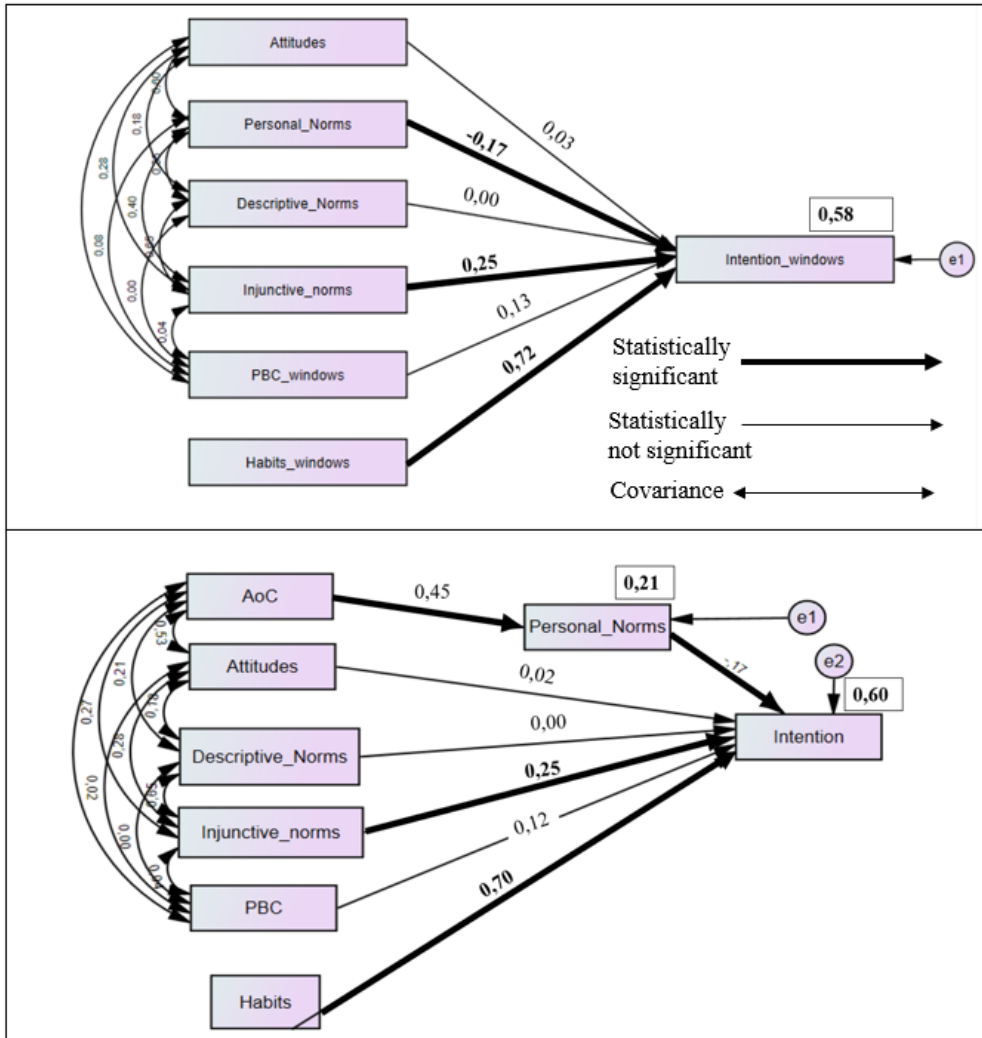 Attitudes
Personal_Norms
Descriptive_Norms
Injunctive_norms
PBC_windows
Habits_windows
0,18
0,28
0,40
0,08
0,00
0,04
0,03
-0,17
0,00
0,25
0,13
0,72
0,58
Intention_windows
e1
Statistically
significant
Statistically
not significant
Covariance
AoC
Attitudes
Descriptive_Norms
Injunctive_norms
PBC
Habits
0,53
0,21
0,27
0,28
0,02
0,00
0,45
0,21
Personal_Norms
e1
-,17
e2
0,60
0,02
0,00
Intention
0,25
0,12
0,70